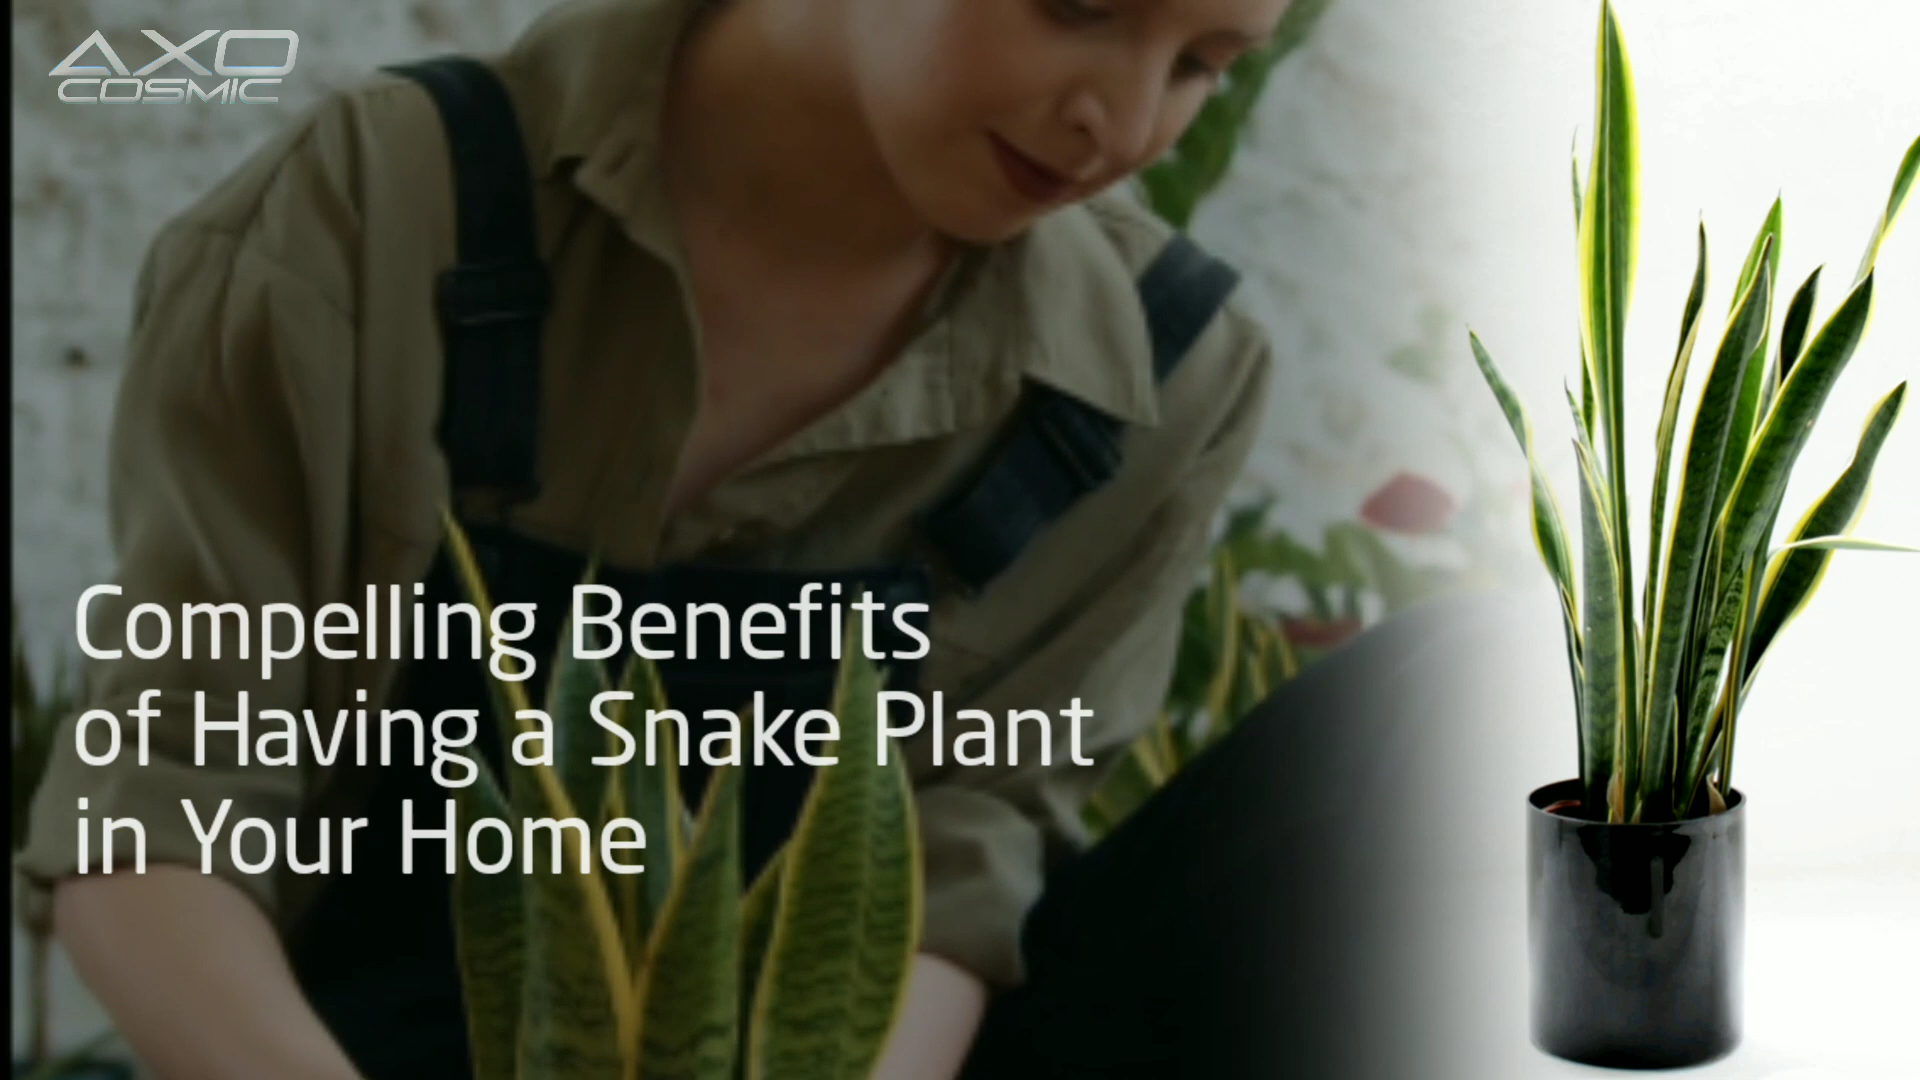 AXO
COSMIC
Compelling Benefits
of Having a Snake Plant
in Your Home